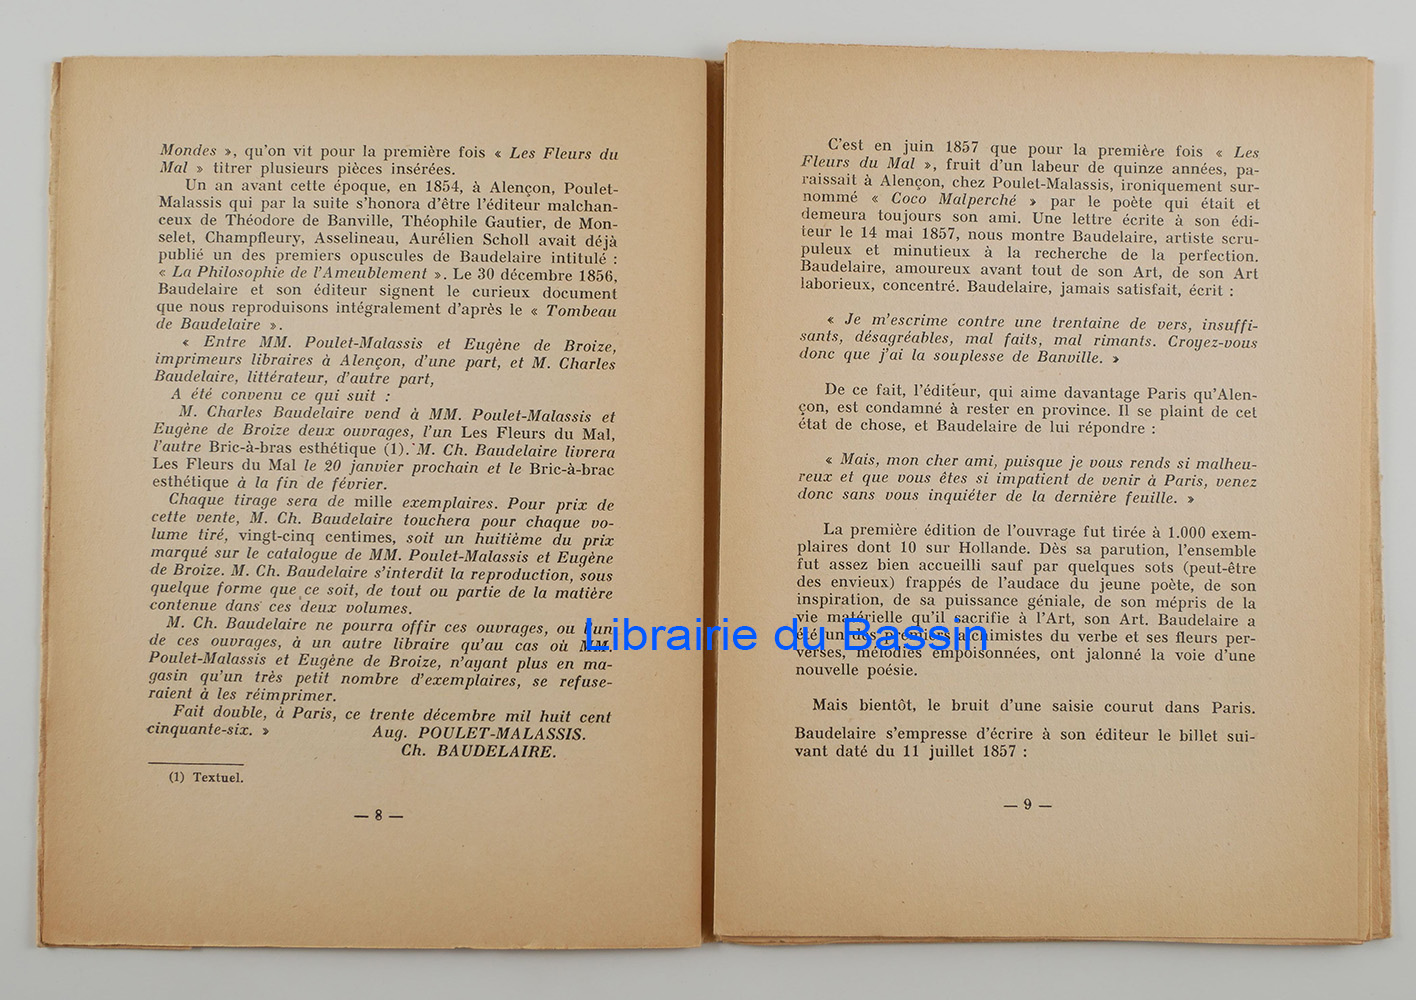 Mondes », qu'on vit pour la première fois « Les Fleurs du
Mal » titrer plusieurs pièces insérées.
Un an avant cette époque, en 1854, à Alençon, Poulet-
Malassis qui par la suite s'honora d'être l'éditeur malchan-
ceux de Théodore de Banville, Théophile Gautier, de Mon-
selet, Champfleury, Asselineau, Aurélien Scholl avait déjà
publié un des premiers opuscules de Baudelaire intitulé :
« La Philosophie de l'Ameublement ». Le 30 décembre 1856,
Baudelaire et son éditeur signent le curieux document
que nous reproduisons intégralement d'après le « Tombeau
de Baudelaire ».
« Entre MM. Poulet-Malassis et Eugène de Broize,
imprimeurs libraires à Alençon, d'une part, et M. Charles
Baudelaire, littérateur, d'autre part,
A été convenu ce qui suit :
M. Charles Baudelaire vend à MM. Poulet-Malassis et
Eugène de Broize deux ouvrages, l'un Les Fleurs du Mal,
l'autre Bric-à-bras esthétique (1). M. Ch. Baudelaire livrera
Les Fleurs du Mal le 20 janvier prochain et le Bric-à-brac
esthétique à la fin de février.
Chaque tirage sera de mille exemplaires. Pour prix de
cette vente, M. Ch. Baudelaire touchera pour chaque vo-
lume tiré, vingt-cinq centimes, soit un huitième du prix
marqué sur le catalogue de MM. Poulet-Malassis et Eugène
de Broize. M. Ch. Baudelaire s'interdit la reproduction, sous
quelque forme que ce soit, de tout ou partie de la matière
contenue dans ces deux volumes.
M. Ch. Baudelaire ne pourra offir ces ouvrages, ou l'un
de ces ouvrages, à un autre libraire qu'au cas où MM.
Poulet-Malassis et Eugène de Broize, n'ayant plus en ma-
gasin qu'un très petit nombre d'exemplaires, se refuse-
raient à les réimprimer.
Fait double, à Paris, ce trente décembre mil huit cent
cinquante-six. » Aug. POULET-MALASSIS.
Ch. BAUDELAIRE.
(1) Textuel.
— 8 —
C'est en juin 1857 que pour la première fois « Les
Fleurs du Mal », fruit d'un labeur de quinze années, pa-
raissait à Alençon, chez Poulet-Malassis, ironiquement sur-
nommé « Coco Malperché » par le poète qui était et
demeura toujours son ami. Une lettre écrite à son édi-
teur le 14 mai 1857, nous montre Baudelaire, artiste scru-
puleux et minutieux à la recherche de la perfection.
Baudelaire, amoureux avant tout de son Art, de son Art
laborieux, concentré. Baudelaire, jamais satisfait, écrit :
« Je m'escrime contre une trentaine de vers, insuffi-
sants, désagréables, mal faits, mal rimants. Croyez-vous
donc que j'ai la souplesse de Banville. »
De ce fait, l'éditeur, qui aime davantage Paris qu'Alen-
çon, est condamné à rester en province. Il se plaint de cet
état de chose, et Baudelaire de lui répondre :
« Mais, mon cher ami, puisque je vous rends si malheu-
reux et que vous êtes si impatient de venir à Paris, venez
donc sans vous inquiéter de la dernière feuille. »
La première édition de l'ouvrage fut tirée à 1.000 exem-
plaires dont 10 sur Hollande. Dès sa parution, l'ensemble
fut assez bien accueilli sauf par quelques sots (peut-être
des envieux) frappés de l'audace du jeune poète, de son
inspiration, de sa puissance géniale, de son mépris de la
vie matérielle qu'il sacrifie à l'Art, son Art. Baudelaire a
été un des premiers alchimistes du verbe et ses fleurs per-
verses, mélodies empoisonnées, ont jalonné la voie d'une
nouvelle poésie.
Mais bientôt, le bruit d'une saisie courut dans Paris.
Baudelaire s'empresse d'écrire à son éditeur le billet sui-
vant daté du 11 juillet 1857 :
— 9 —
Librairie du Bassin